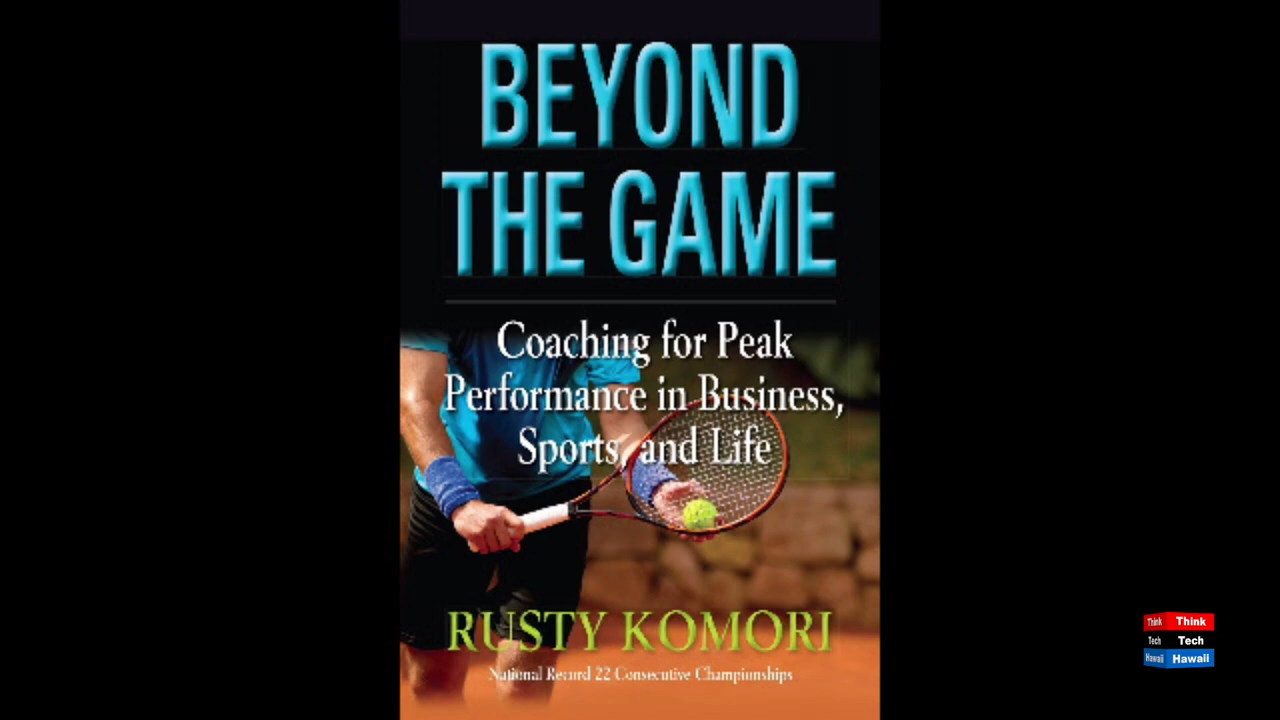 BEYOND
THE GAME
Coaching for Peak
Performance in Business,
Sports, and Life
RUSTY KOMORI
National Record 22 Consecutive Championships
Think Think
Tech Tech
Hawaii Hawaii